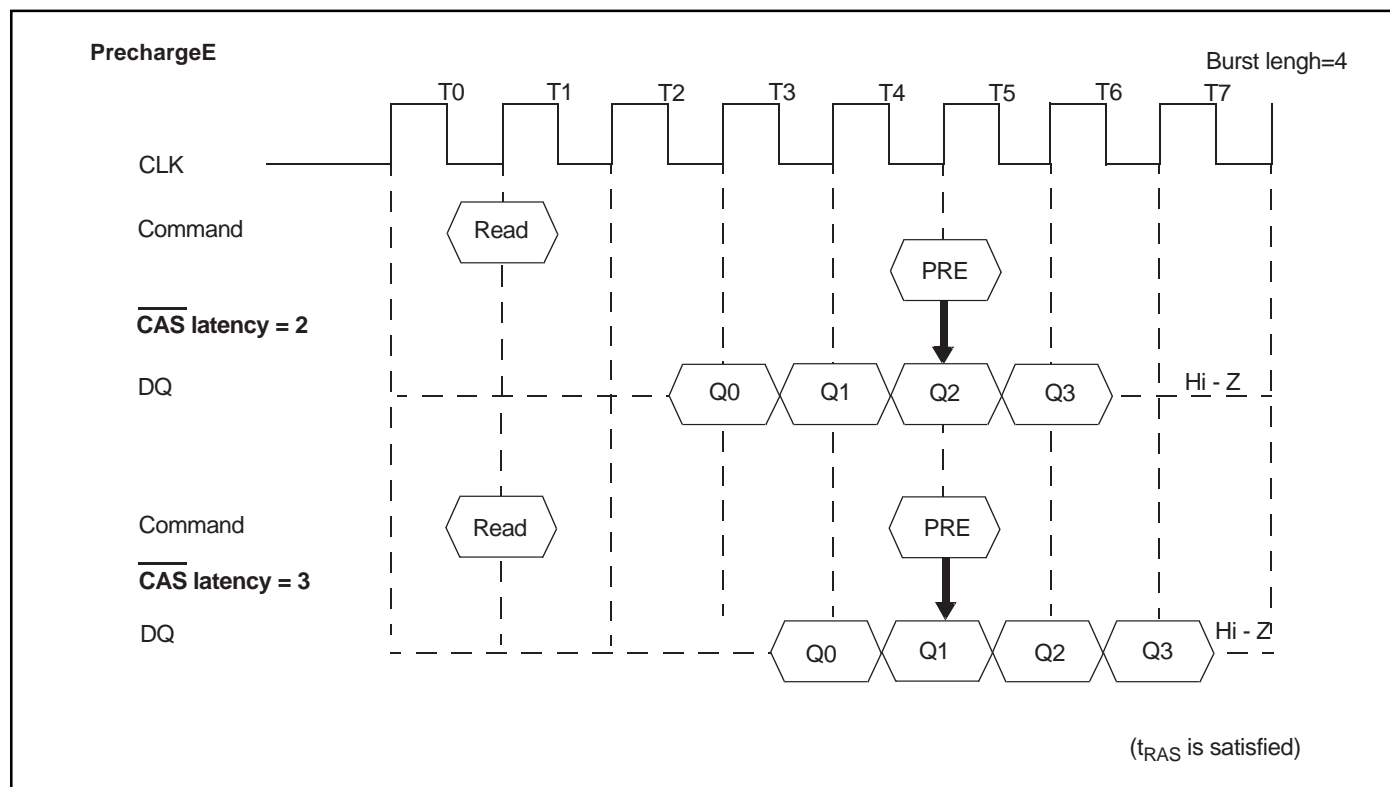 PrechargeE
Burst lengh=4
T0 T1 T2 T3 T4 T5 T6 T7
CLK
Command Read PRE
CAS latency = 2
DQ Q0 Q1 Q2 Q3 Hi - Z
Command Read PRE
CAS latency = 3
DQ Q0 Q1 Q2 Q3 Hi - Z
(tRAS is satisfied)